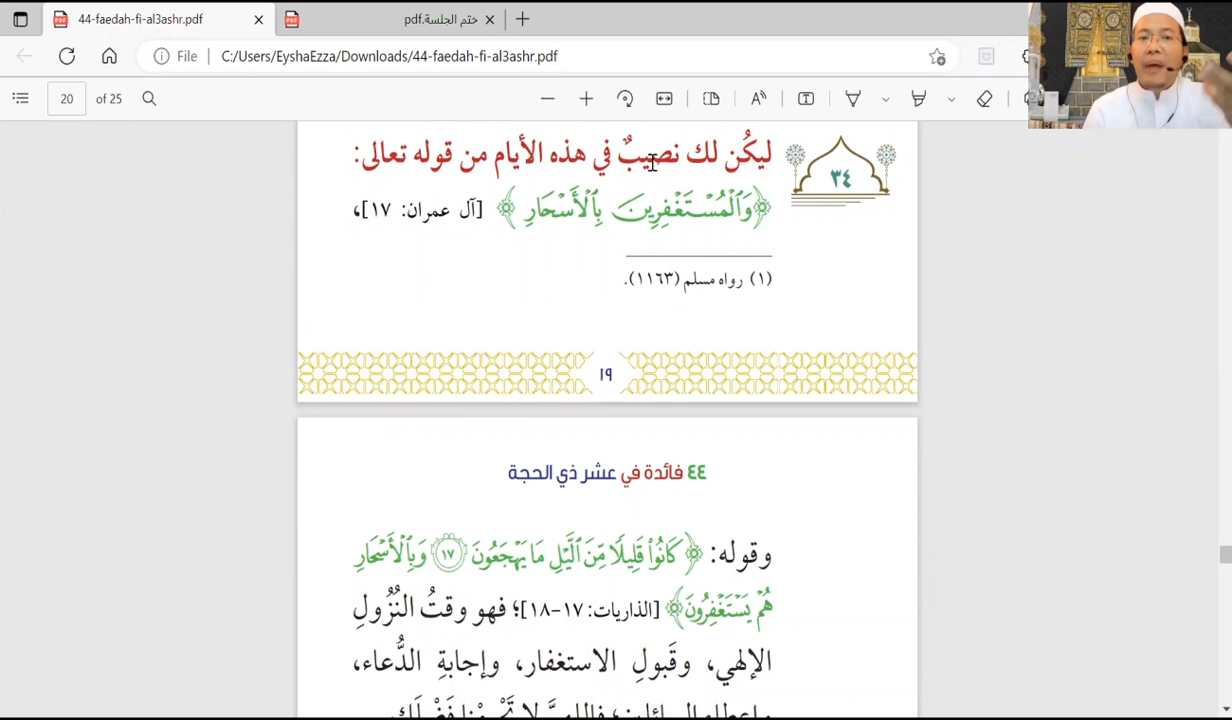 44-faedah-fi-al3ashr.pdf
ختم الجلسة.pdf
File
C:/Users/EyshaEzza/Downloads/44-faedah-fi-al3ashr.pdf
20
of 25
٣٤
ليكُن لك نصيبٌ في هذه الأيام من قوله تعالى:
﴿وَٱلْمُسْتَغْفِرِينَ بِٱلْأَسْحَارِ﴾ [آل عمران: ١٧]،
(١) رواه مسلم (١١٦٣).
١٩
٤٤ فائدة في عشر ذي الحجة
وقوله: ﴿كَانُوا۟ قَلِيلًا مِّنَ ٱلَّيْلِ مَا يَهْجَعُونَ ١٧ وَبِٱلْأَسْحَارِ
هُمْ يَسْتَغْفِرُونَ﴾ [الذاريات: ١٧-١٨]؛ فهو وقتُ النُّزُولِ
الإلهي، وقَبولِ الاستغفار، وإجابةِ الدُّعاء،